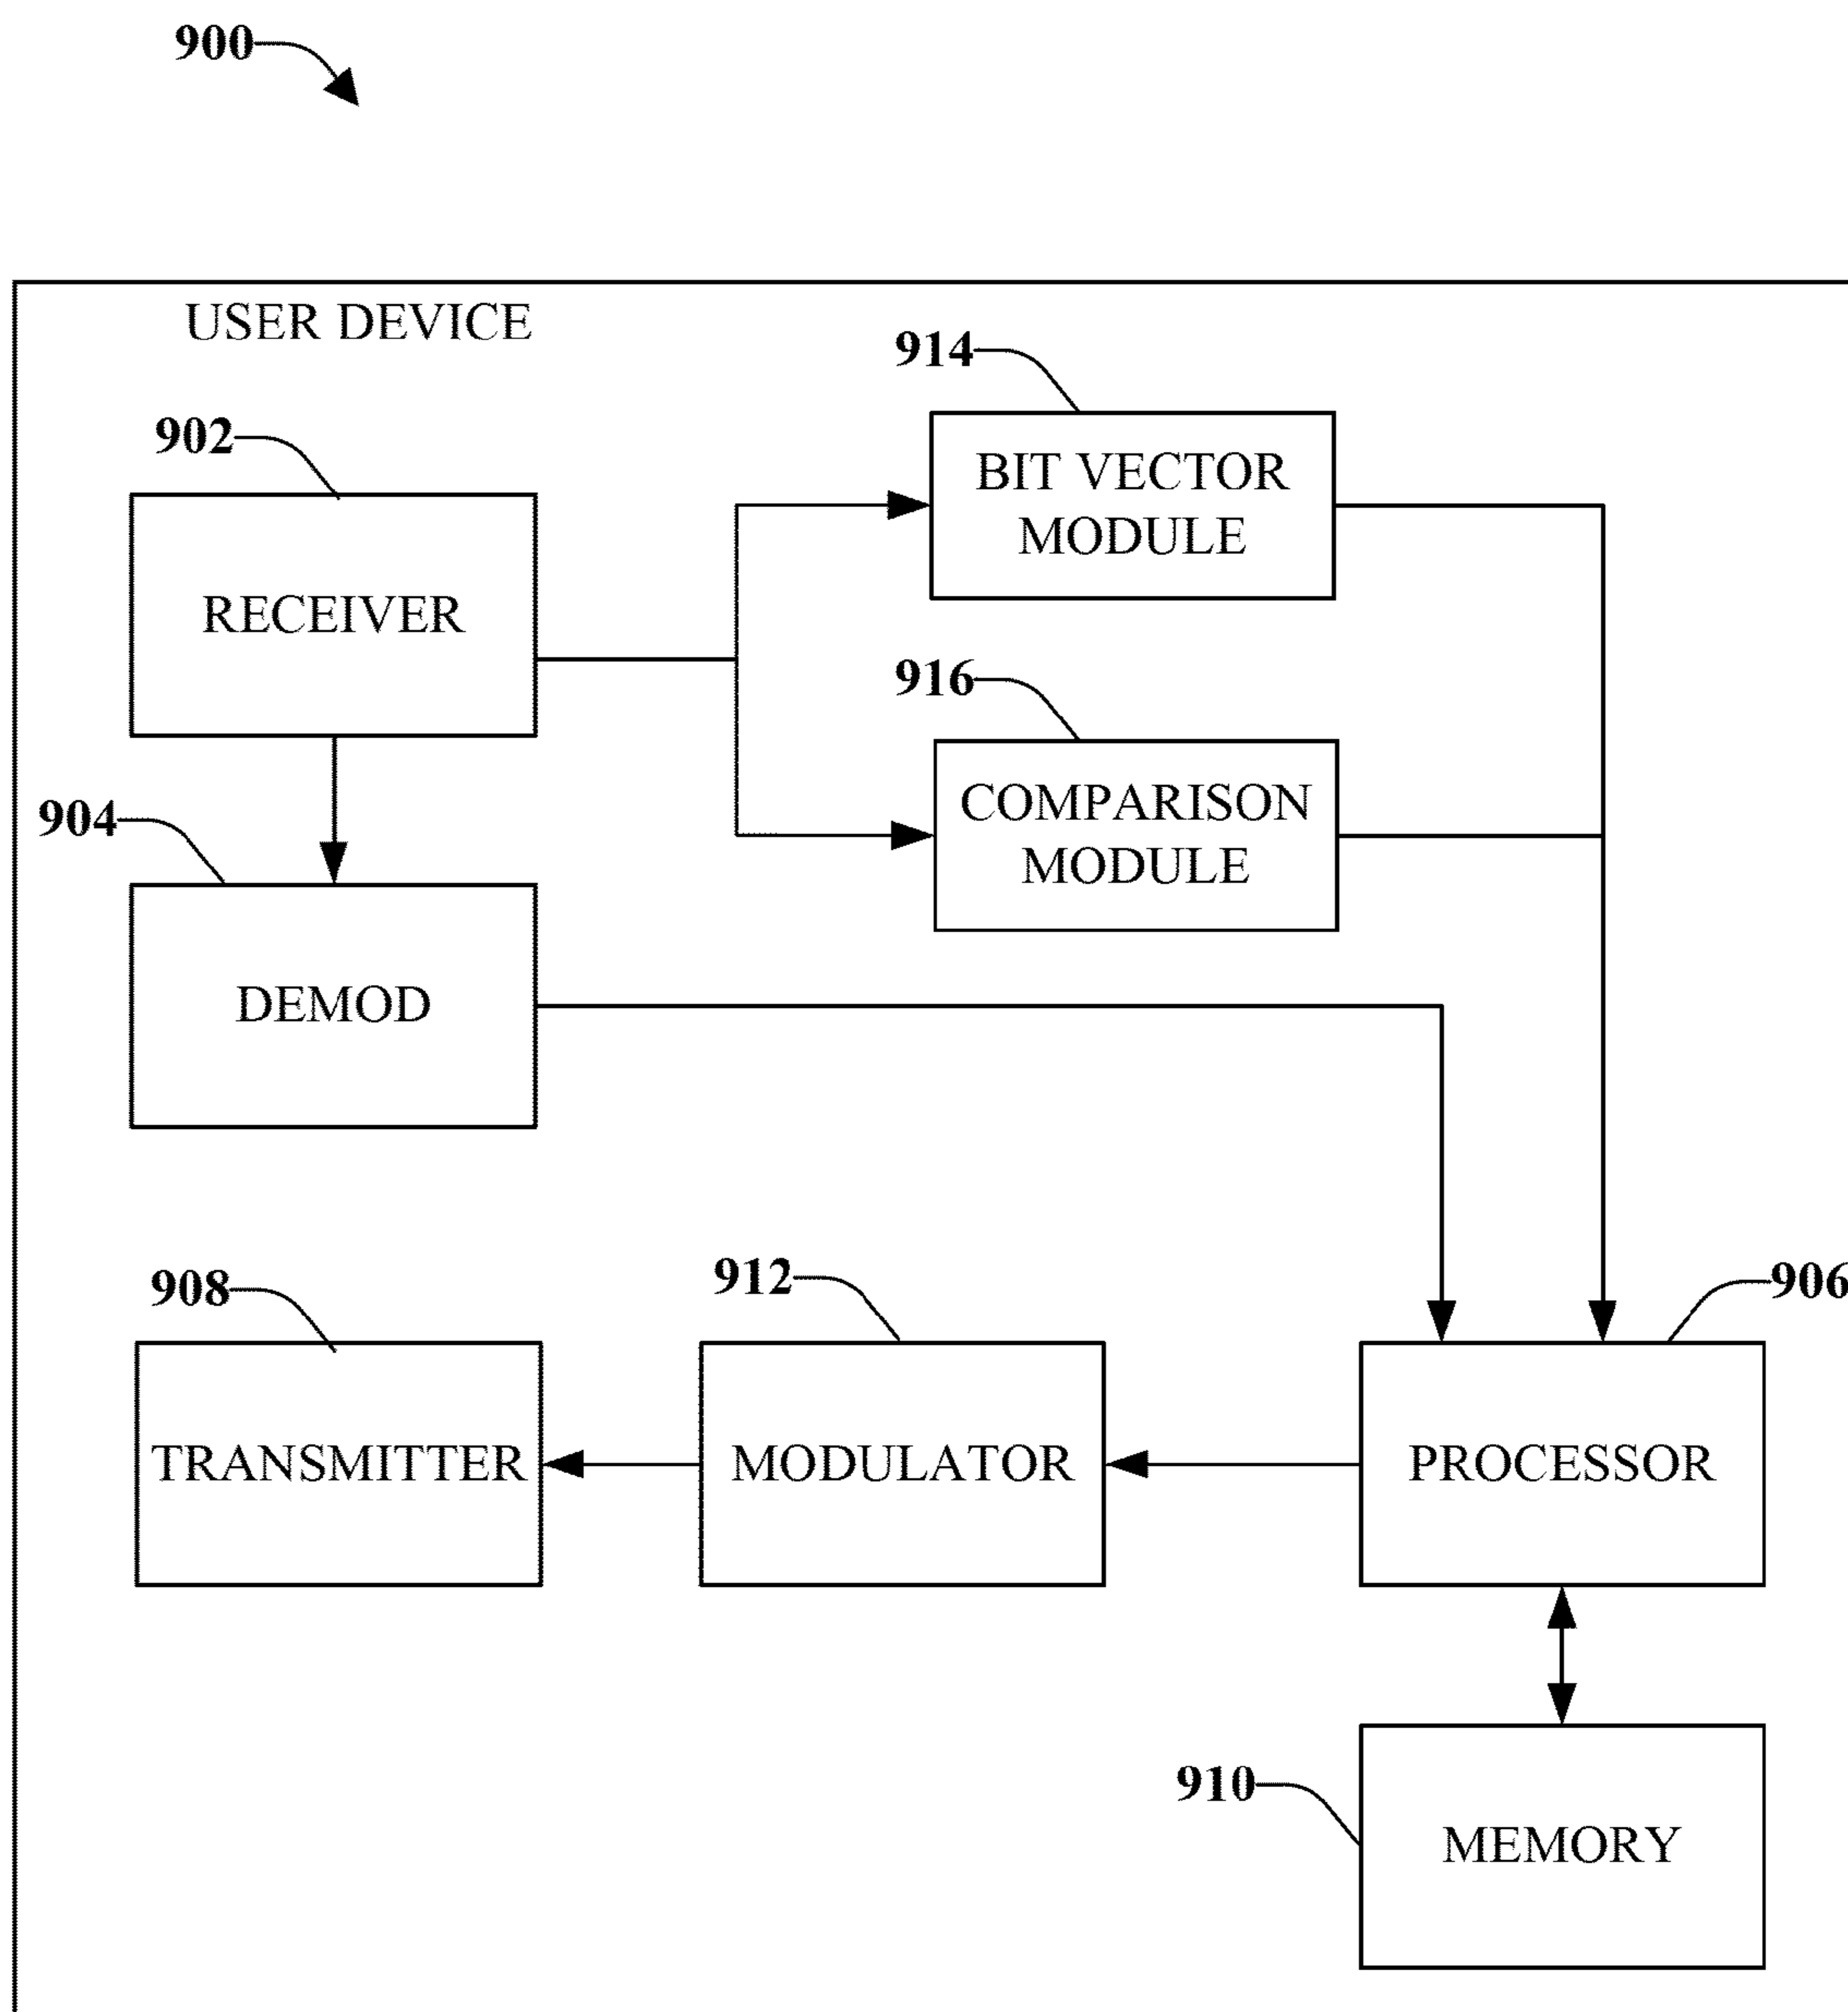 900
USER DEVICE
914
902
BIT VECTOR
MODULE
RECEIVER
916
COMPARISON
MODULE
904
DEMOD
908
912
906
TRANSMITTER
MODULATOR
PROCESSOR
910
MEMORY